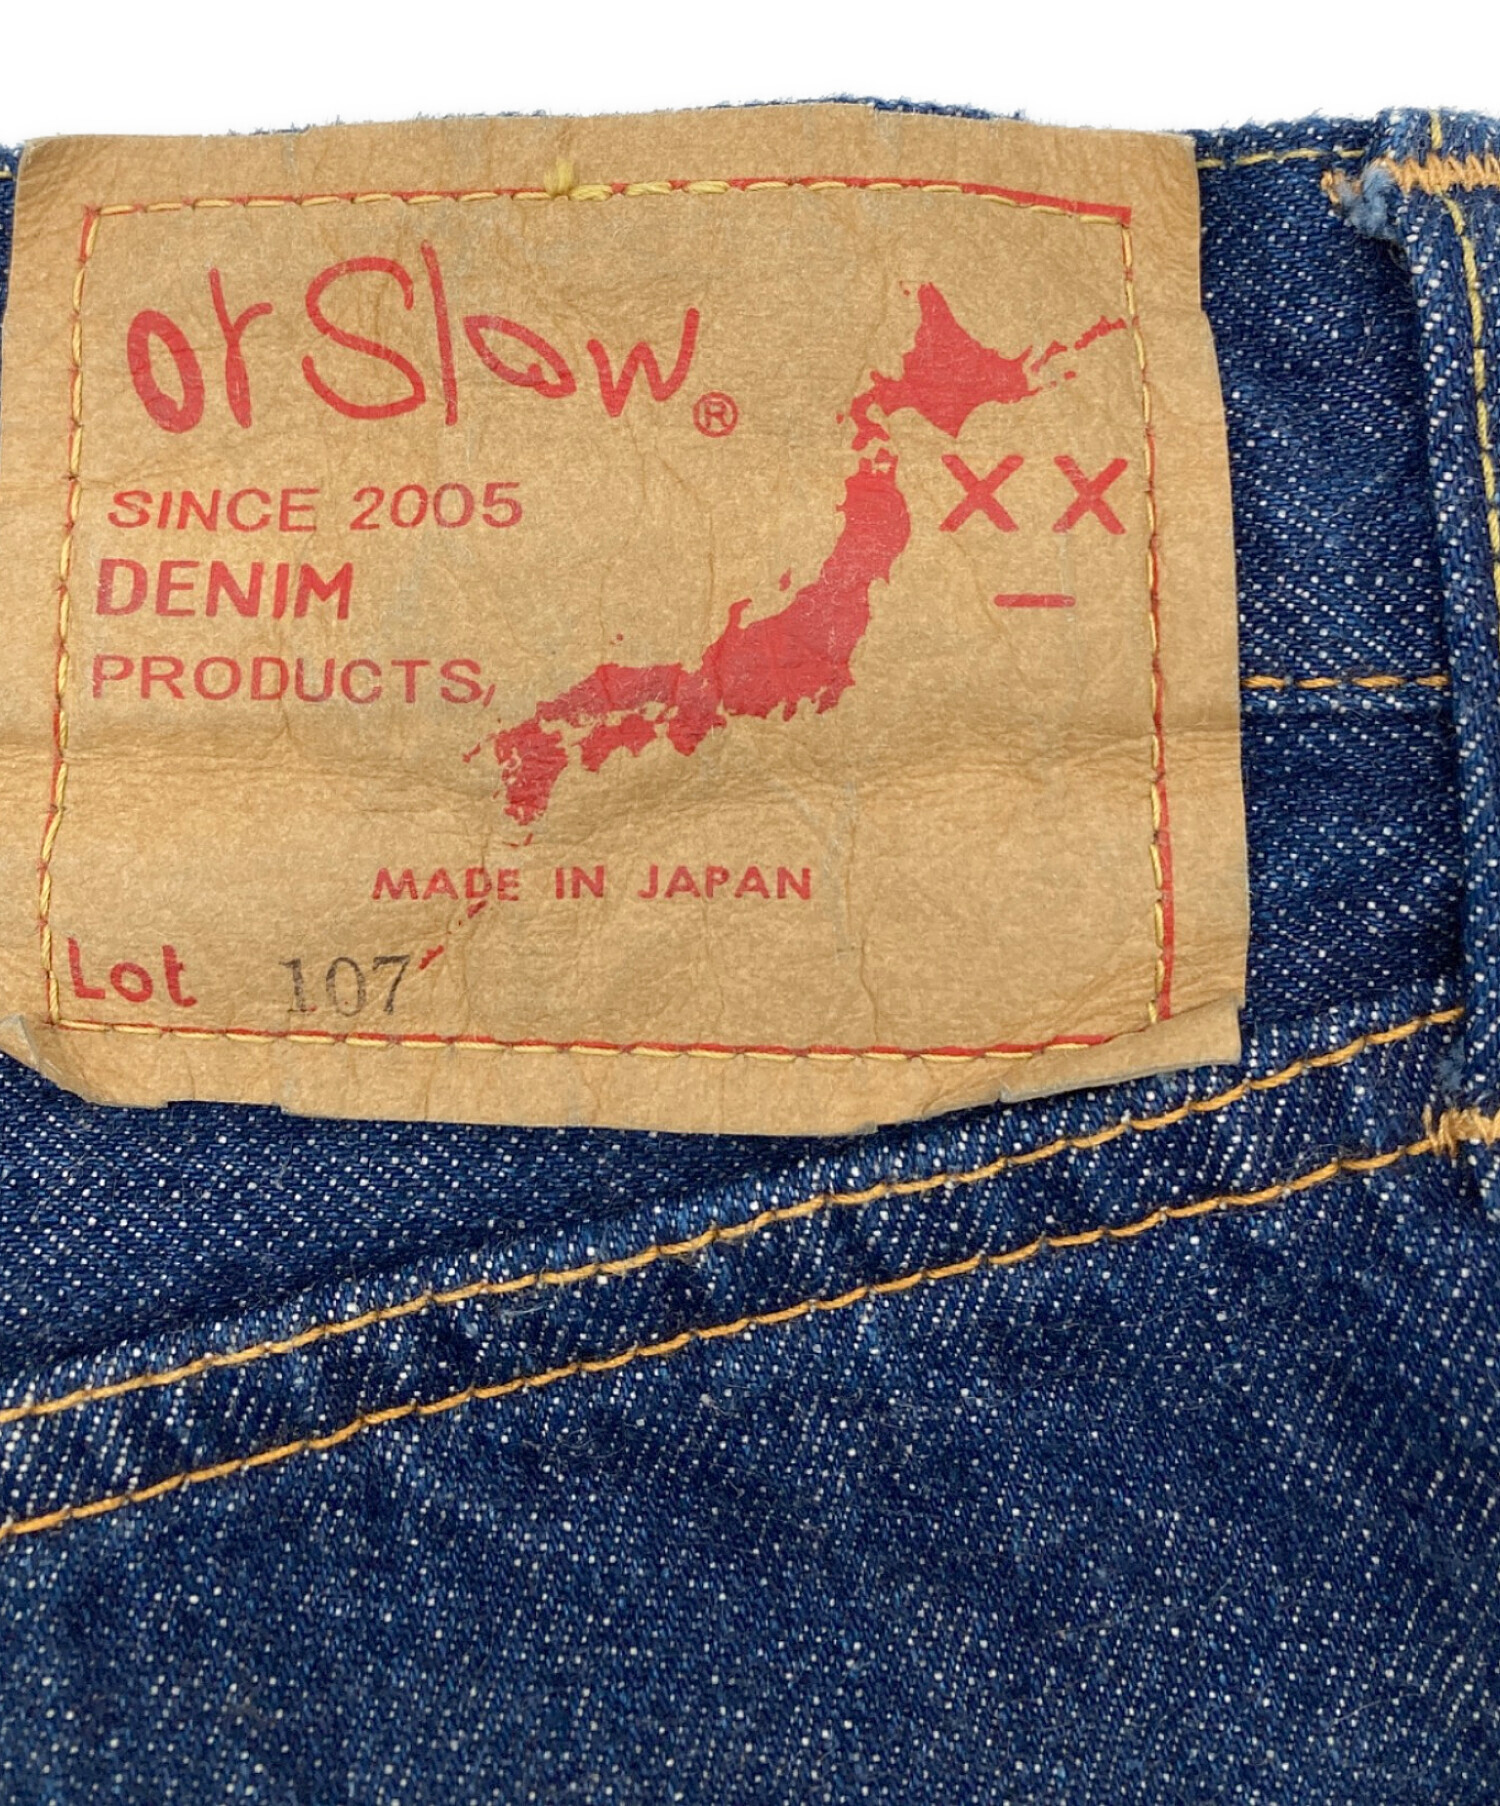 orSlow®
SINCE 2005
DENIM
PRODUCTS,
XX
MADE IN JAPAN
Lot 107